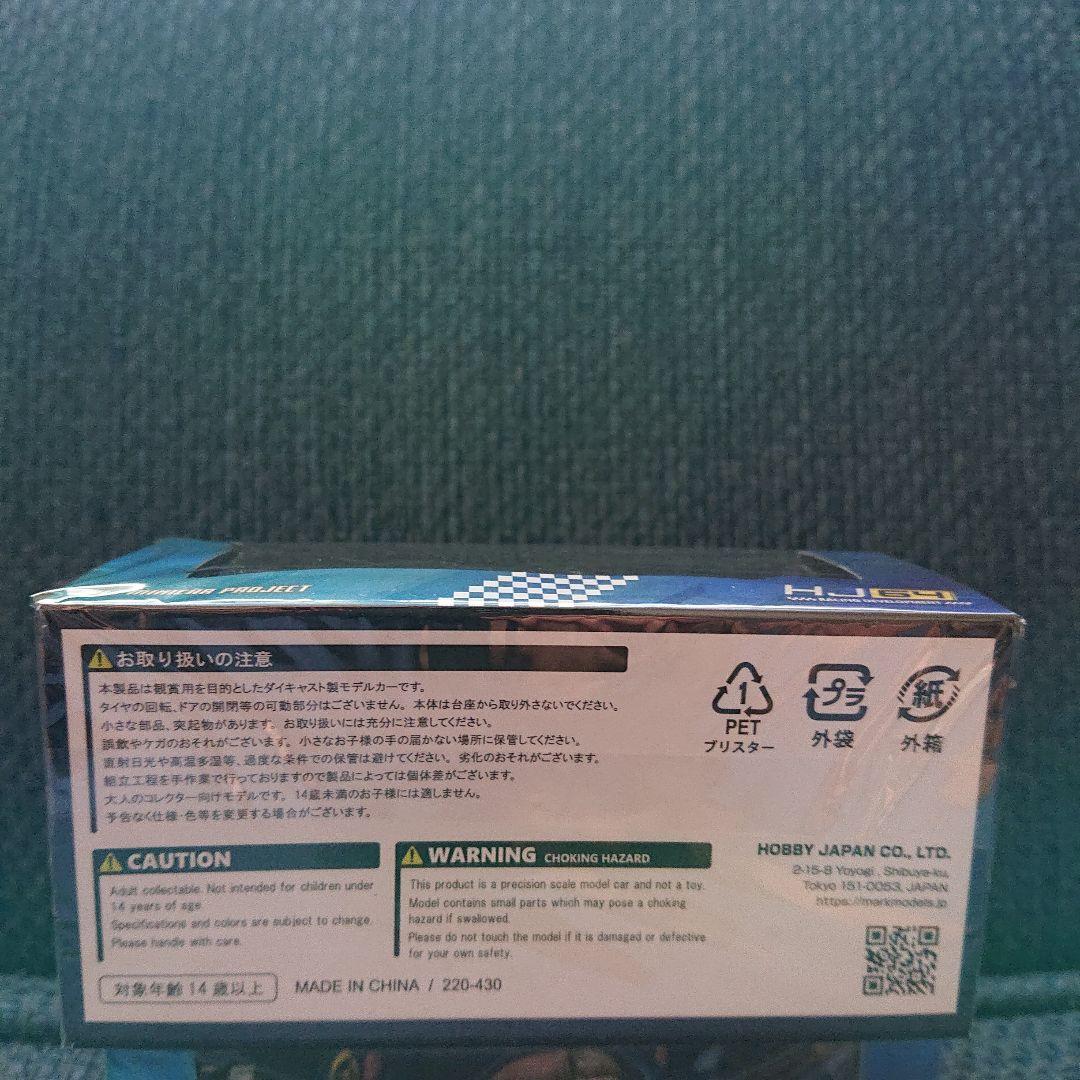 PROJECT
HJ64
RACING DEVELOPMENT
お取り扱いの注意
本製品は観賞用を目的としたダイキャスト製モデルカーです。
タイヤの回転、ドアの開閉等の可動部分はございません。本体は台座から取り外さないでください。
小さな部品、突起物があります。お取り扱いには充分に注意してください。
誤飲やケガのおそれがございます。小さなお子様の手の届かない場所に保管してください。
直射日光や高温多湿等、過度な条件での保管は避けてください。劣化のおそれがございます。
組立工程を手作業で行っておりますので製品によっては個体差がございます。
大人のコレクター向けモデルです。14歳未満のお子様には適しません。
予告なく仕様・色等を変更する場合がございます。
1
PET
ブリスター
プラ
外袋
紙
外箱
CAUTION
Adult collectable. Not intended for children under
14 years of age.
Specifications and colors are subject to change.
Please handle with care.
WARNING CHOKING HAZARD
This product is a precision scale model car and not a toy.
Model contains small parts which may pose a choking
hazard if swallowed.
Please do not touch the model if it is damaged or defective
for your own safety.
HOBBY JAPAN CO., LTD.
2-15-8 Yoyogi, Shibuya-ku,
Tokyo 151-0053, JAPAN
https://markmodels.jp
対象年齢14歳以上
MADE IN CHINA / 220-430